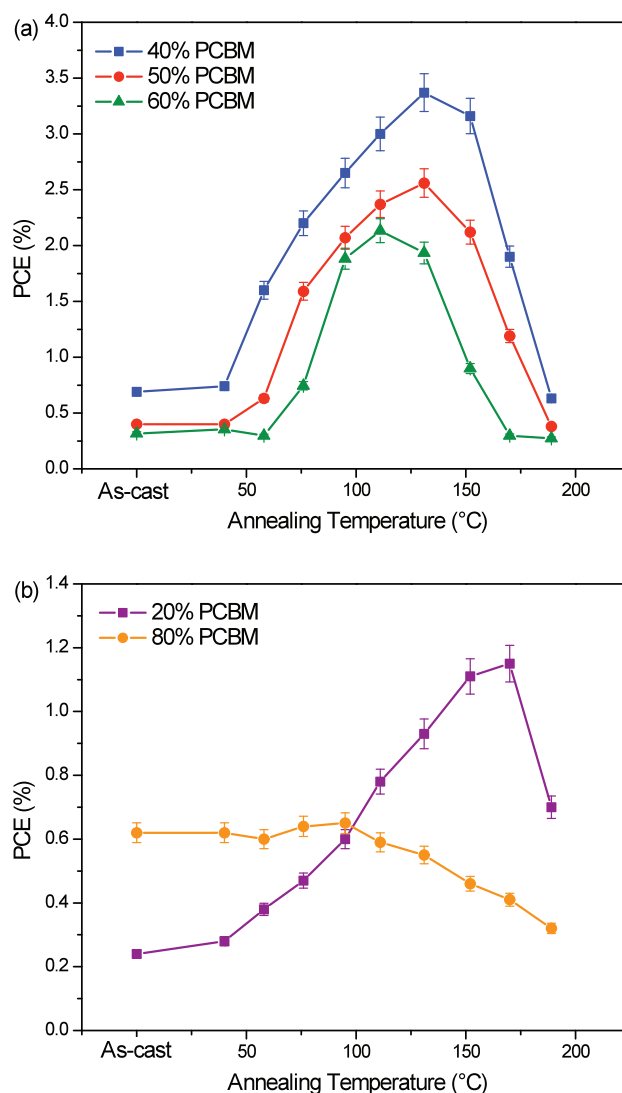 (a)
4.0
3.5
3.0
2.5
2.0
1.5
1.0
0.5
0.0
PCE (%)
40% PCBM
50% PCBM
60% PCBM
As-cast 50 100 150 200
Annealing Temperature (°C)
(b)
1.4
1.2
1.0
0.8
0.6
0.4
0.2
0.0
PCE (%)
20% PCBM
80% PCBM
As-cast 50 100 150 200
Annealing Temperature (°C)